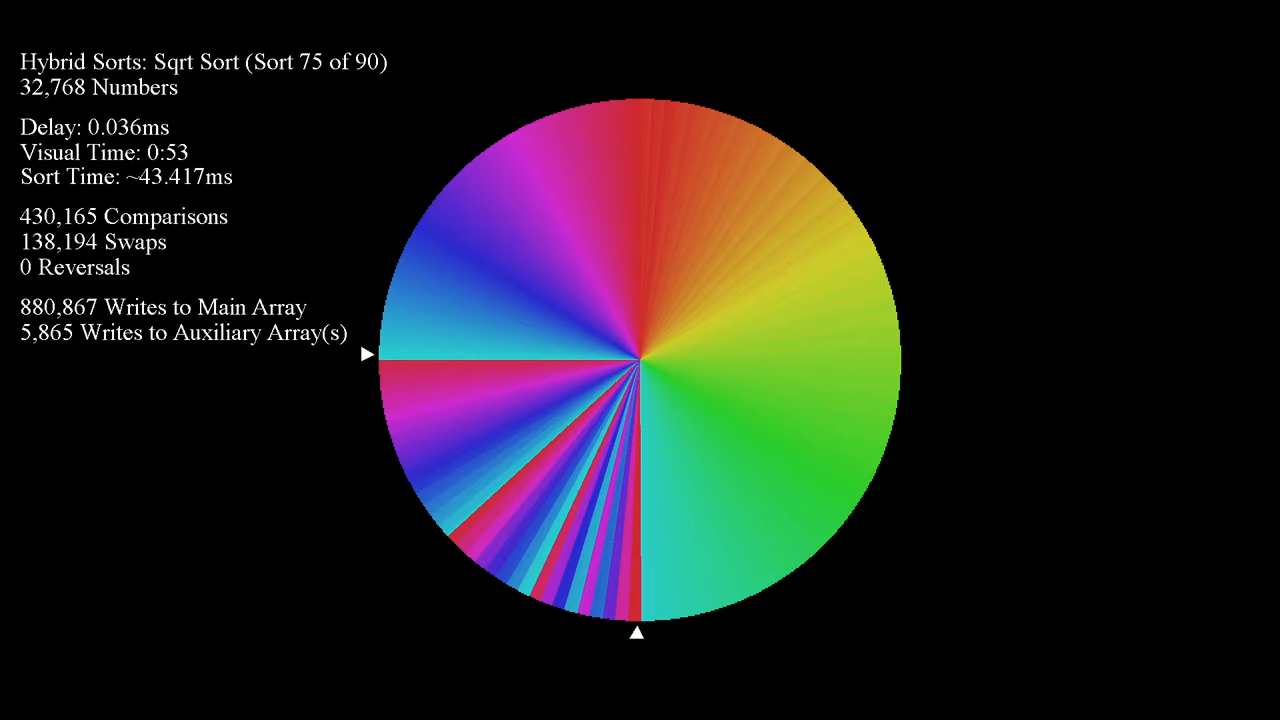 Hybrid Sorts: Sqrt Sort (Sort 75 of 90)
32,768 Numbers
Delay: 0.036ms
Visual Time: 0:53
Sort Time: ~43.417ms
430,165 Comparisons
138,194 Swaps
0 Reversals
880,867 Writes to Main Array
5,865 Writes to Auxiliary Array(s)